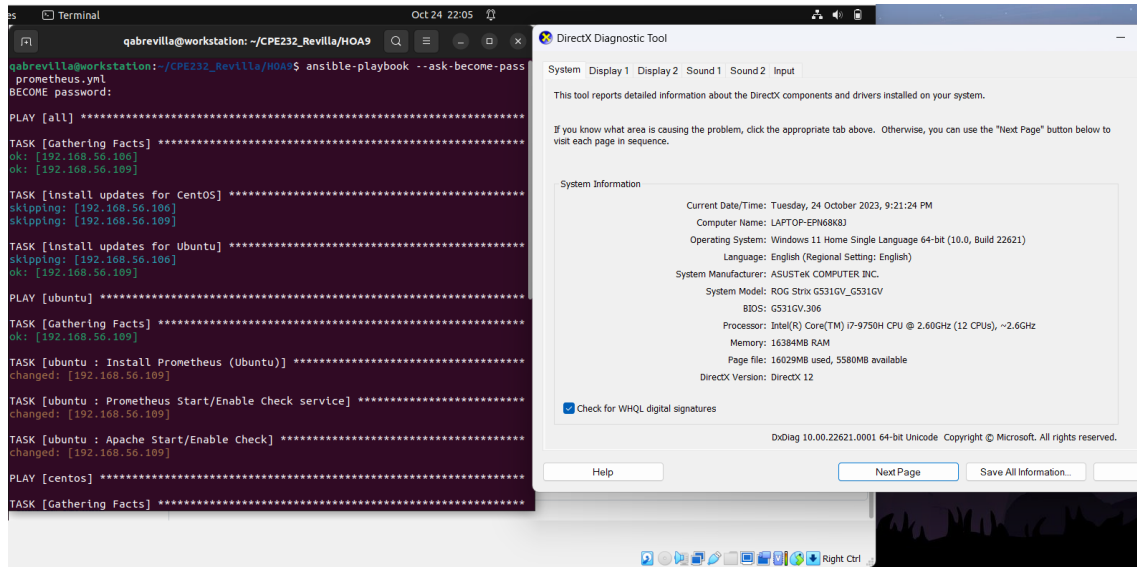 es Terminal Oct 24 22:05
qabrevilla@workstation: ~/CPE232_Revilla/HOA9
qabrevilla@workstation:~/CPE232_Revilla/HOA9$ ansible-playbook --ask-become-pass
prometheus.yml
BECOME password:
PLAY [all] *********************************************************************
TASK [Gathering Facts] *********************************************************
ok: [192.168.56.106]
ok: [192.168.56.109]
TASK [install updates for CentOS] **********************************************
skipping: [192.168.56.106]
skipping: [192.168.56.109]
TASK [install updates for Ubuntu] **********************************************
skipping: [192.168.56.106]
ok: [192.168.56.109]
PLAY [ubuntu] ******************************************************************
TASK [Gathering Facts] *********************************************************
ok: [192.168.56.109]
TASK [ubuntu : Install Prometheus (Ubuntu)] ************************************
changed: [192.168.56.109]
TASK [ubuntu : Prometheus Start/Enable Check service] **************************
changed: [192.168.56.109]
TASK [ubuntu : Apache Start/Enable Check] **************************************
changed: [192.168.56.109]
PLAY [centos] ******************************************************************
TASK [Gathering Facts] *********************************************************
DirectX Diagnostic Tool
System Display 1 Display 2 Sound 1 Sound 2 Input
This tool reports detailed information about the DirectX components and drivers installed on your system.
If you know what area is causing the problem, click the appropriate tab above. Otherwise, you can use the "Next Page" button below to
visit each page in sequence.
System Information
Current Date/Time: Tuesday, 24 October 2023, 9:21:24 PM
Computer Name: LAPTOP-EPN68K8J
Operating System: Windows 11 Home Single Language 64-bit (10.0, Build 22621)
Language: English (Regional Setting: English)
System Manufacturer: ASUSTeK COMPUTER INC.
System Model: ROG Strix G531GV_G531GV
BIOS: G531GV.306
Processor: Intel(R) Core(TM) i7-9750H CPU @ 2.60GHz (12 CPUs), ~2.6GHz
Memory: 16384MB RAM
Page file: 16029MB used, 5580MB available
DirectX Version: DirectX 12
Check for WHQL digital signatures
DxDiag 10.00.22621.0001 64-bit Unicode Copyright © Microsoft. All rights reserved.
Help Next Page Save All Information...
Right Ctrl